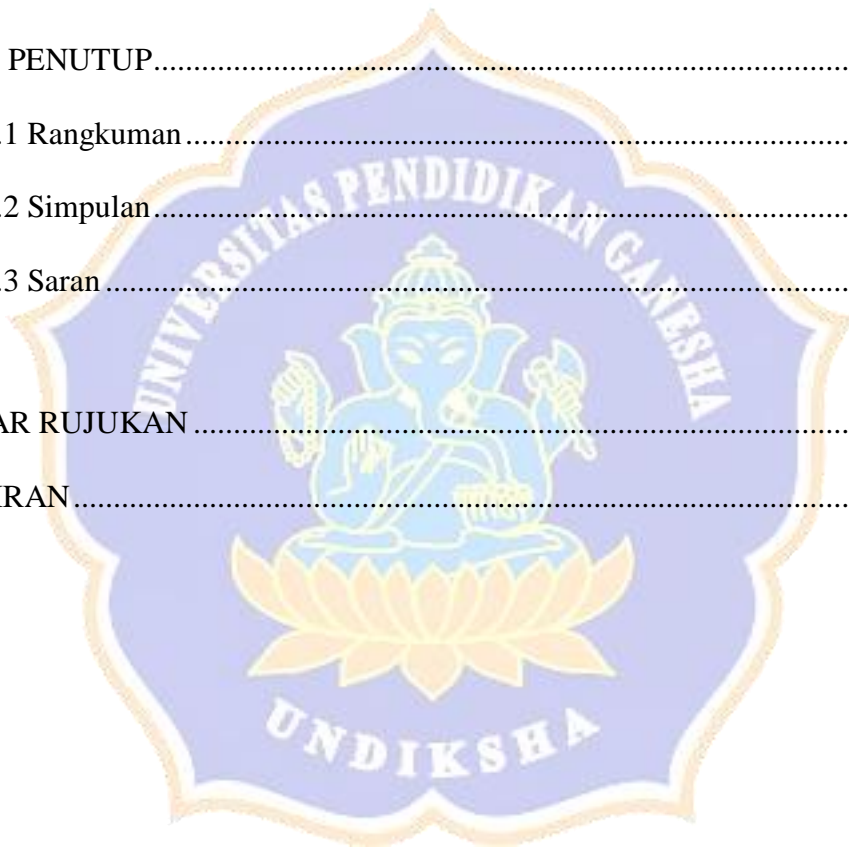 PENUTUP..........................................................................................
.1 Rangkuman.....................................................................................
.2 Simpulan.........................................................................................
.3 Saran...............................................................................................
AR RUJUKAN....................................................................................
IRAN..................................................................................................
UNIVERSITAS PENDIDIKAN GANESHA
UNDIKSHA